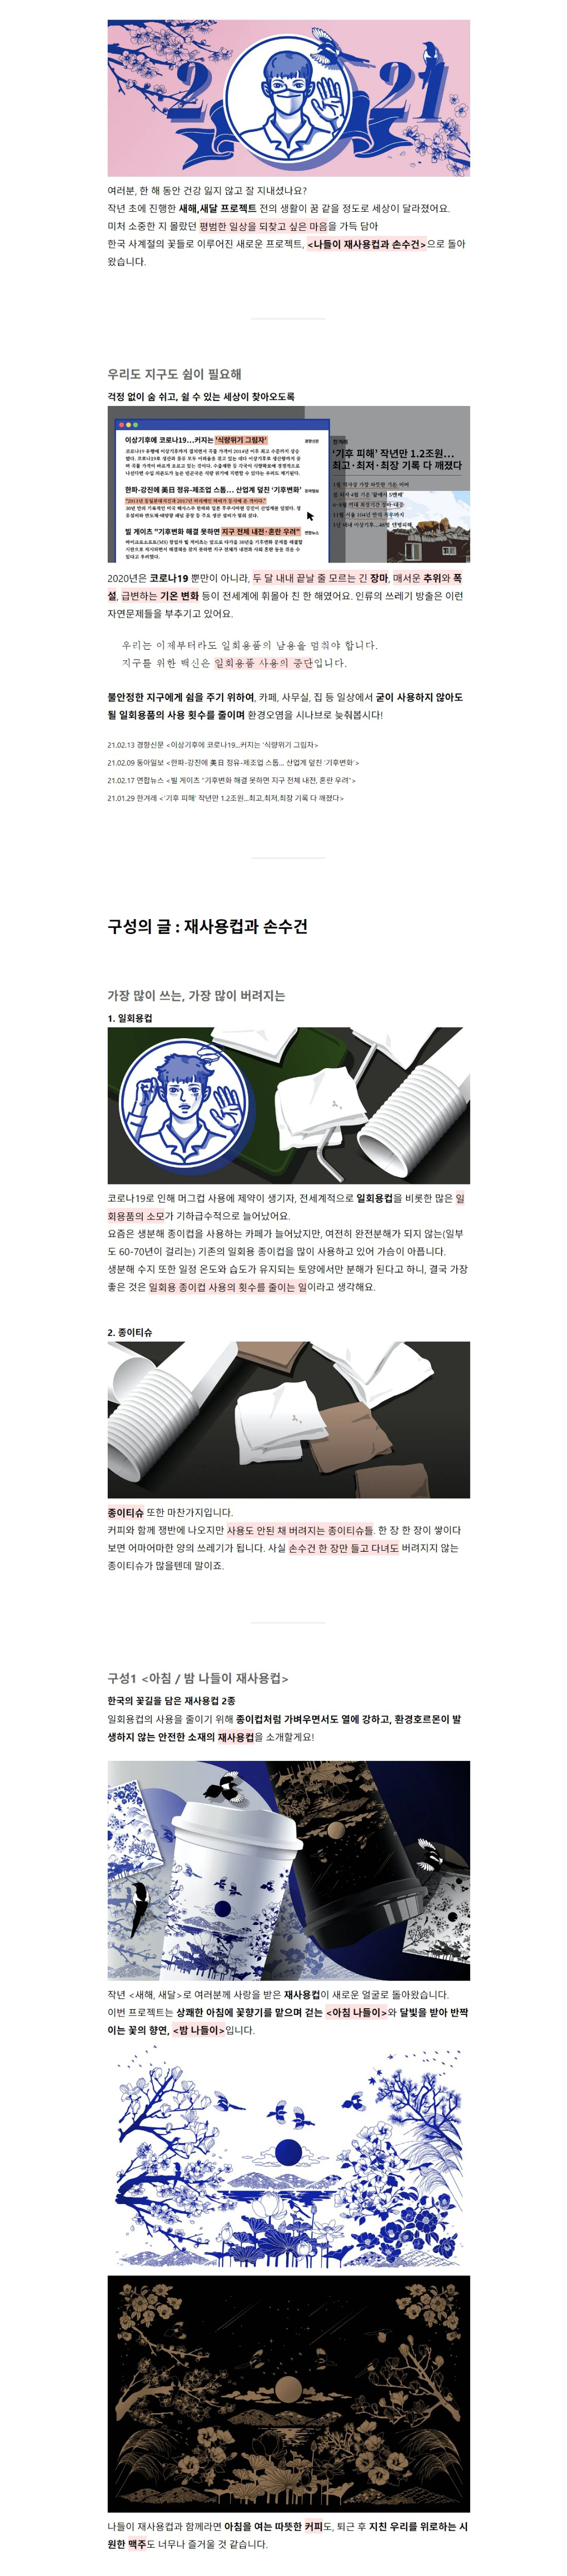 2021
여러분, 한 해 동안 건강 잃지 않고 잘 지내셨나요?
작년 초에 진행한 새해,새달 프로젝트 전의 생활이 꿈 같을 정도로 세상이 달라졌어요.
미처 소중한 지 몰랐던 평범한 일상을 되찾고 싶은 마음을 가득 담아
한국 사계절의 꽃들로 이루어진 새로운 프로젝트, <나들이 재사용컵과 손수건>으로 돌아
왔습니다.
우리도 지구도 쉼이 필요해
걱정 없이 숨 쉬고, 쉴 수 있는 세상이 찾아오도록
이상기후에 코로나19...커지는 '식량위기 그림자'
경향신문
한파-강진에 美日 정유-제조업 스톱... 산업계 덮친 '기후변화'
동아일보
빌 게이츠 "기후변화 해결 못하면 지구 전체 내전·혼란 우려"
연합뉴스
한겨레
'기후 피해' 작년만 1.2조원...
최고·최저·최장 기록 다 깨졌다
2020년은 코로나19 뿐만이 아니라, 두 달 내내 끝날 줄 모르는 긴 장마, 매서운 추위와 폭
설, 급변하는 기온 변화 등이 전세계에 휘몰아 친 한 해였어요. 인류의 쓰레기 방출은 이런
자연문제들을 부추기고 있어요.
우리는 이제부터라도 일회용품의 남용을 멈춰야 합니다.
지구를 위한 백신은 일회용품 사용의 중단입니다.
불안정한 지구에게 쉼을 주기 위하여, 카페, 사무실, 집 등 일상에서 굳이 사용하지 않아도
될 일회용품의 사용 횟수를 줄이며 환경오염을 시나브로 늦춰봅시다!
21.02.13 경향신문 <이상기후에 코로나19...커지는 '식량위기 그림자>
21.02.09 동아일보 <한파-강진에 美日 정유-제조업 스톱... 산업계 덮친 '기후변화'>
21.02.17 연합뉴스 <빌 게이츠 "기후변화 해결 못하면 지구 전체 내전, 혼란 우려">
21.01.29 한겨레 <'기후 피해' 작년만 1.2조원...최고,최저,최장 기록 다 깨졌다>
구성의 글 : 재사용컵과 손수건
가장 많이 쓰는, 가장 많이 버려지는
1. 일회용컵
코로나19로 인해 머그컵 사용에 제약이 생기자, 전세계적으로 일회용컵을 비롯한 많은 일
회용품의 소모가 기하급수적으로 늘어났어요.
요즘은 생분해 종이컵을 사용하는 카페가 늘어났지만, 여전히 완전분해가 되지 않는(일부
도 60-70년이 걸리는) 기존의 일회용 종이컵을 많이 사용하고 있어 가슴이 아픕니다.
생분해 수지 또한 일정 온도와 습도가 유지되는 토양에서만 분해가 된다고 하니, 결국 가장
좋은 것은 일회용 종이컵 사용의 횟수를 줄이는 일이라고 생각해요.
2. 종이티슈
종이티슈 또한 마찬가지입니다.
커피와 함께 쟁반에 나오지만 사용도 안된 채 버려지는 종이티슈들. 한 장 한 장이 쌓이다
보면 어마어마한 양의 쓰레기가 됩니다. 사실 손수건 한 장만 들고 다녀도 버려지지 않는
종이티슈가 많을텐데 말이죠.
구성1 <아침 / 밤 나들이 재사용컵>
한국의 꽃길을 담은 재사용컵 2종
일회용컵의 사용을 줄이기 위해 종이컵처럼 가벼우면서도 열에 강하고, 환경호르몬이 발
생하지 않는 안전한 소재의 재사용컵을 소개할게요!
작년 <새해, 새달>로 여러분께 사랑을 받은 재사용컵이 새로운 얼굴로 돌아왔습니다.
이번 프로젝트는 상쾌한 아침에 꽃향기를 맡으며 걷는 <아침 나들이>와 달빛을 받아 반짝
이는 꽃의 향연, <밤 나들이>입니다.
나들이 재사용컵과 함께라면 아침을 여는 따뜻한 커피도, 퇴근 후 지친 우리를 위로하는 시
원한 맥주도 너무나 즐거울 것 같습니다.